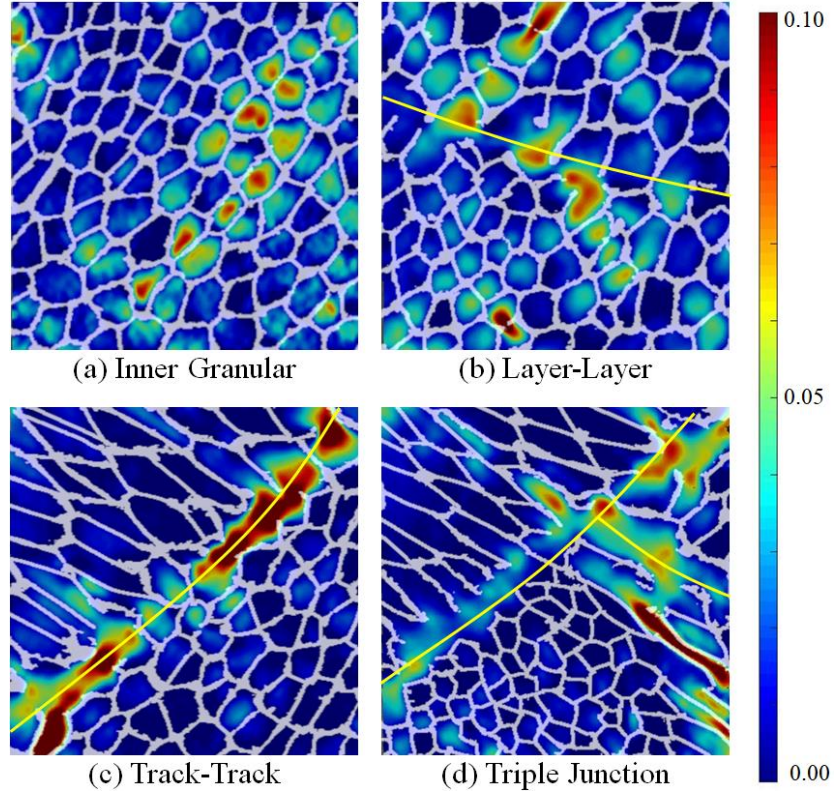 0.10
(a) Inner Granular
(b) Layer-Layer
0.05
(c) Track-Track
(d) Triple Junction
0.00